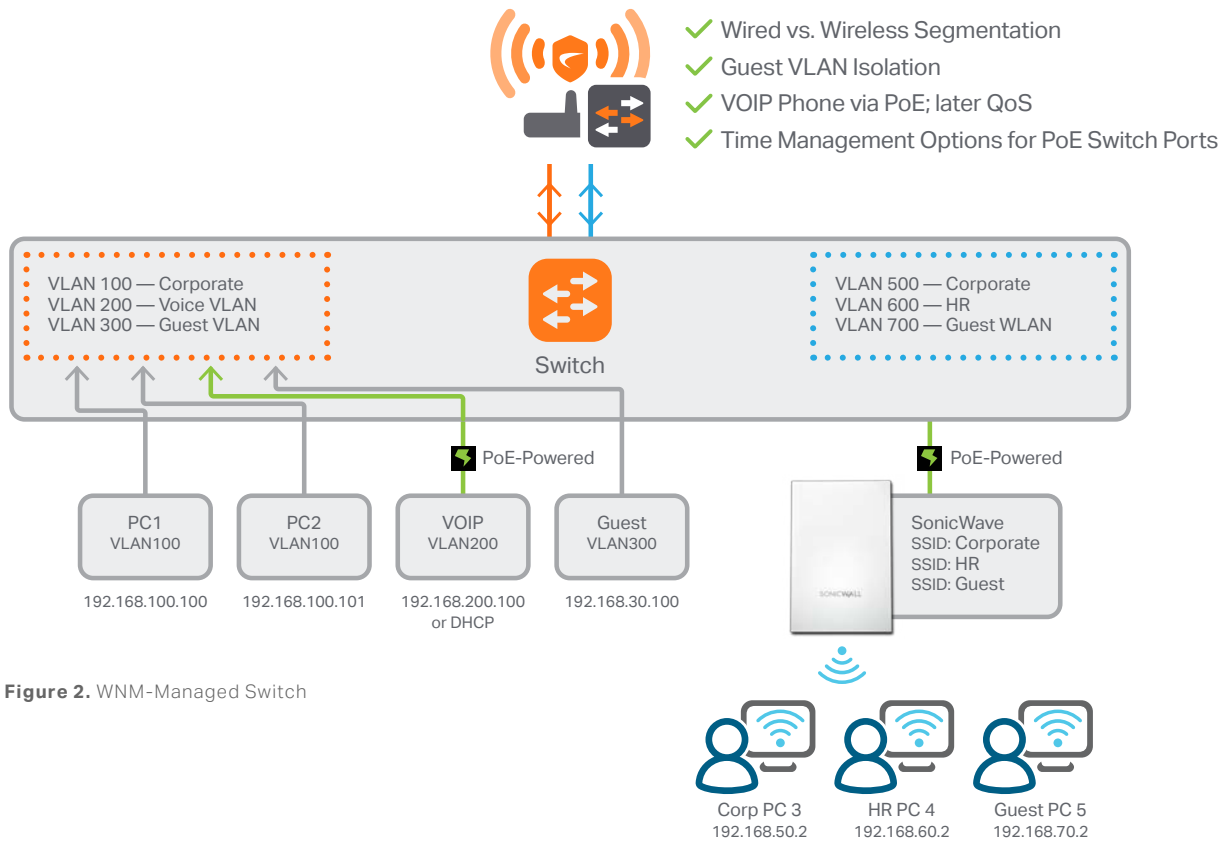 Wired vs. Wireless Segmentation
Guest VLAN Isolation
VOIP Phone via PoE; later QoS
Time Management Options for PoE Switch Ports
VLAN 100 — Corporate
VLAN 200 — Voice VLAN
VLAN 300 — Guest VLAN
Switch
VLAN 500 — Corporate
VLAN 600 — HR
VLAN 700 — Guest WLAN
PoE-Powered
PoE-Powered
PC1
VLAN100
192.168.100.100
PC2
VLAN100
192.168.100.101
VOIP
VLAN200
192.168.200.100
or DHCP
Guest
VLAN300
192.168.30.100
SONICWALL
SonicWave
SSID: Corporate
SSID: HR
SSID: Guest
Figure 2. WNM-Managed Switch
Corp PC 3
192.168.50.2
HR PC 4
192.168.60.2
Guest PC 5
192.168.70.2